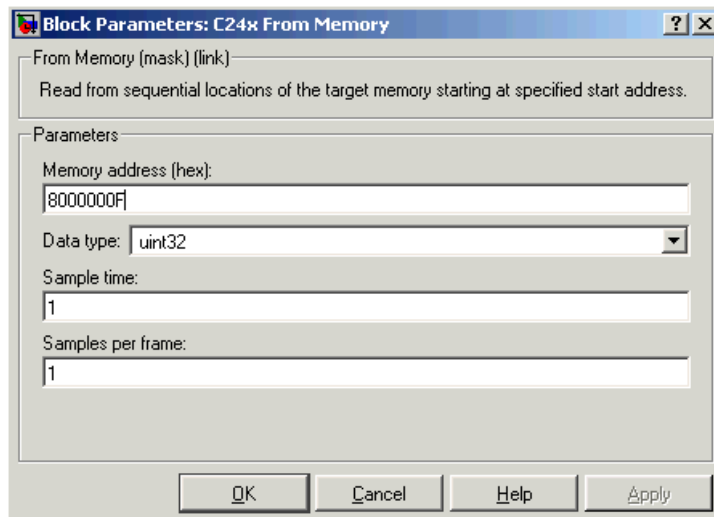 Block Parameters: C24x From Memory
From Memory (mask) (link)
Read from sequential locations of the target memory starting at specified start address.
Parameters
Memory address (hex):
8000000F
Data type: uint32
Sample time:
1
Samples per frame:
1
OK Cancel Help Apply